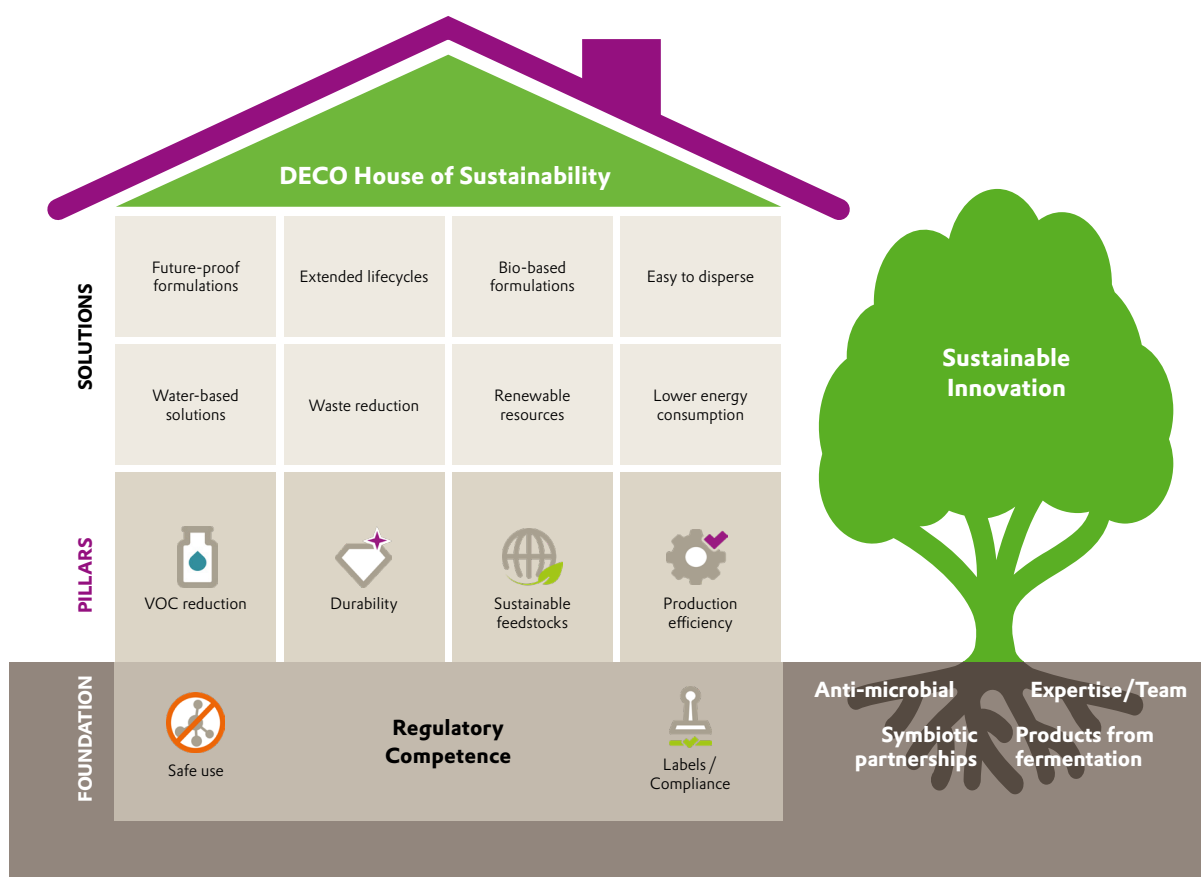 DECO House of Sustainability
SOLUTIONS
Future-proof
formulations
Extended lifecycles
Bio-based
formulations
Easy to disperse
Water-based
solutions
Waste reduction
Renewable
resources
Lower energy
consumption
PILLARS
VOC reduction
Durability
Sustainable
feedstocks
Production
efficiency
FOUNDATION
Safe use
Regulatory
Competence
Labels /
Compliance
Sustainable
Innovation
Anti-microbial
Expertise/Team
Symbiotic
partnerships
Products from
fermentation